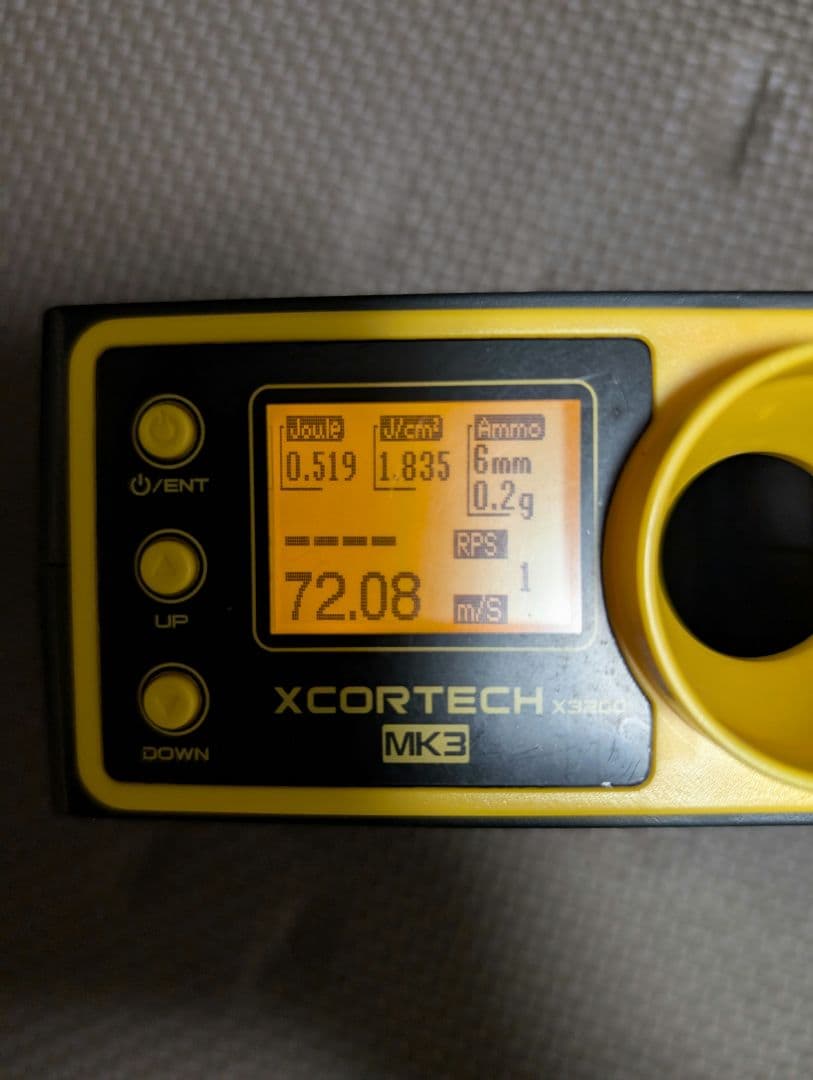 Joule J/cm² Ammo
0.519 1.835 6mm
0.2g
---- RPS
1
72.08 m/S
⏻/ENT
UP
DOWN
XCORTECH X3200
MK3